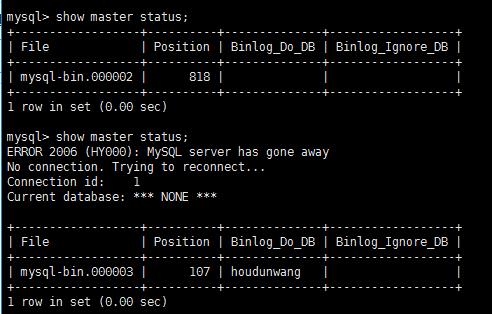 mysql> show master status;
+------------------+----------+--------------+------------------+
| File             | Position | Binlog_Do_DB | Binlog_Ignore_DB |
+------------------+----------+--------------+------------------+
| mysql-bin.000002 |      818 |              |                  |
+------------------+----------+--------------+------------------+
1 row in set (0.00 sec)

mysql> show master status;
ERROR 2006 (HY000): MySQL server has gone away
No connection. Trying to reconnect...
Connection id:    1
Current database: *** NONE ***

+------------------+----------+--------------+------------------+
| File             | Position | Binlog_Do_DB | Binlog_Ignore_DB |
+------------------+----------+--------------+------------------+
| mysql-bin.000003 |      107 | houdunwang   |                  |
+------------------+----------+--------------+------------------+
1 row in set (0.00 sec)